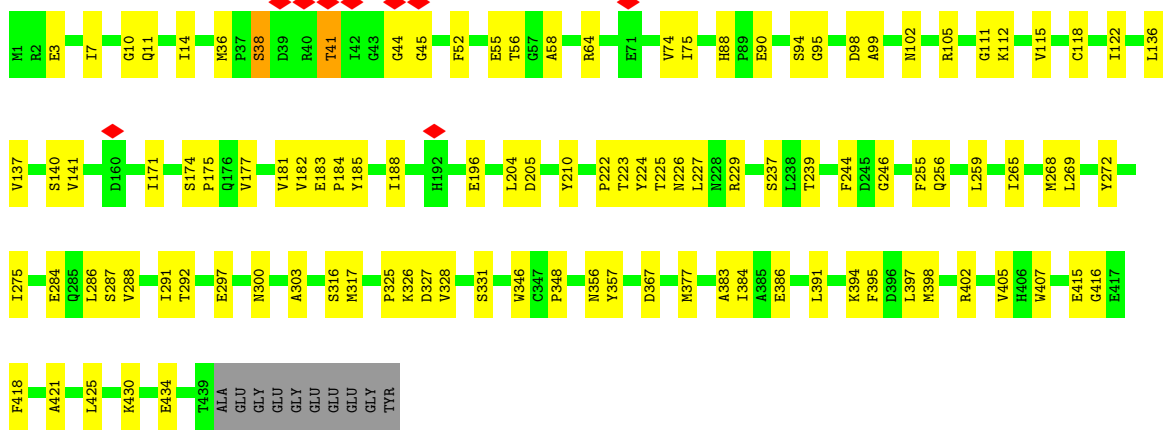 M1 R2 E3 I7 G10 Q11 I14 M36 P37 S38 D39 R40 T41 I42 G43 G44 G45 F52 E55 T56 G57 A58 R64 E71 V74 I75 H88 P89 E90 S94 G95 D98 A99 N102 R105 G111 K112 V115 C118 I122 L136
V137 S140 V141 D160 I171 S174 P175 Q176 V177 V181 V182 E183 P184 Y185 I188 H192 E196 L204 D205 Y210 P222 T223 Y224 T225 N226 L227 N228 R229 S237 L238 T239 F244 D245 G246 F255 Q256 L259 I265 M268 L269 Y272
I275 E284 Q285 L286 S287 V288 I291 T292 E297 N300 A303 S316 M317 P325 K326 D327 V328 S331 W346 C347 P348 N356 Y357 D367 M377 A383 I384 A385 E386 L391 K394 F395 D396 L397 M398 R402 V405 H406 W407 E415 G416 E417
F418 A421 L425 K430 E434 T439 ALA GLU GLY GLU GLY GLU GLU GLU GLY TYR